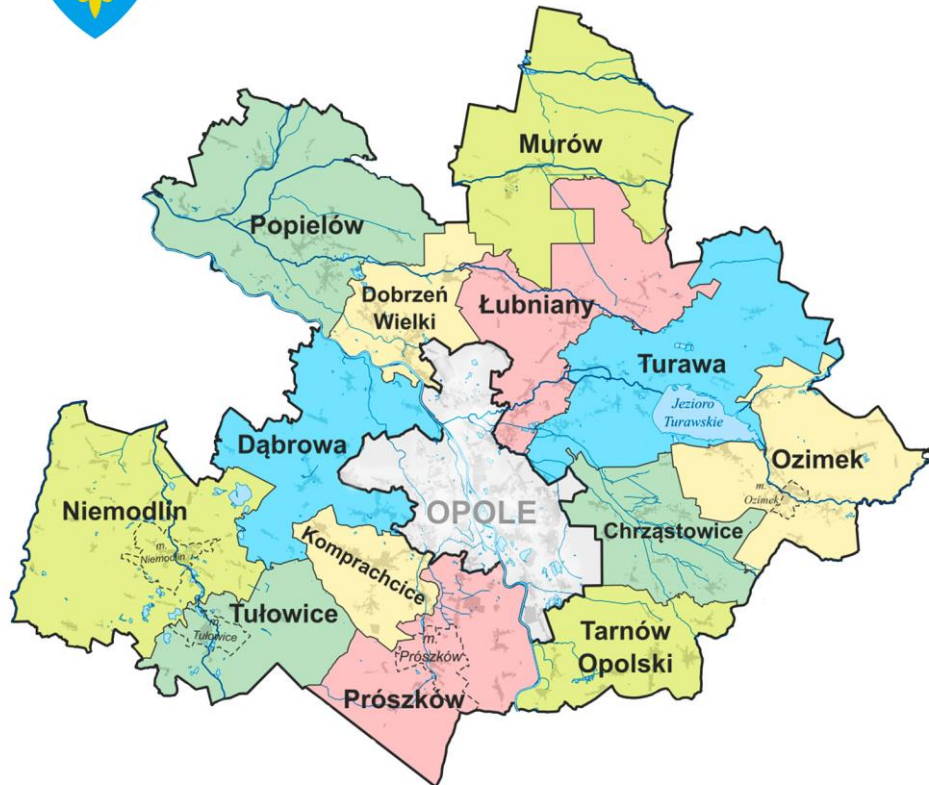 Murów
Popielów
Dobrzeń
Wielki
Łubniany
Turawa
Jezioro
Turawskie
Dąbrowa
Ozimek
m.
Ozimek
Niemodlin
m.
Niemodlin
OPOLE
Chrząstowice
Komprachcice
Tułowice
m.
Tułowice
Tarnów
Opolski
m.
Prószków
Prószków